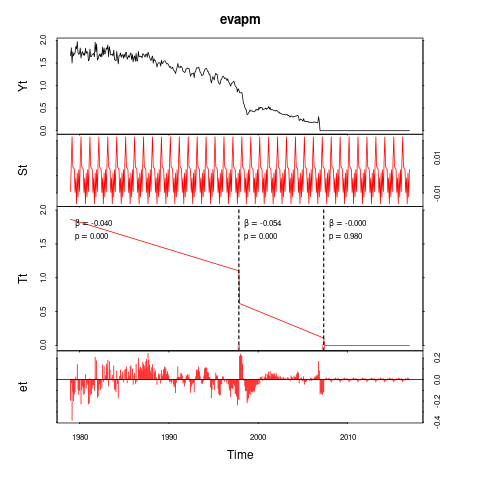 evapm
Yt
0.0 0.5 1.0 1.5 2.0
St
-0.01 0.01
Tt
0.0 0.5 1.0 1.5 2.0
β = -0.040
p = 0.000
β = -0.054
p = 0.000
β = -0.000
p = 0.980
et
-0.4 -0.2 0.0 0.2
1980 1990 2000 2010
Time